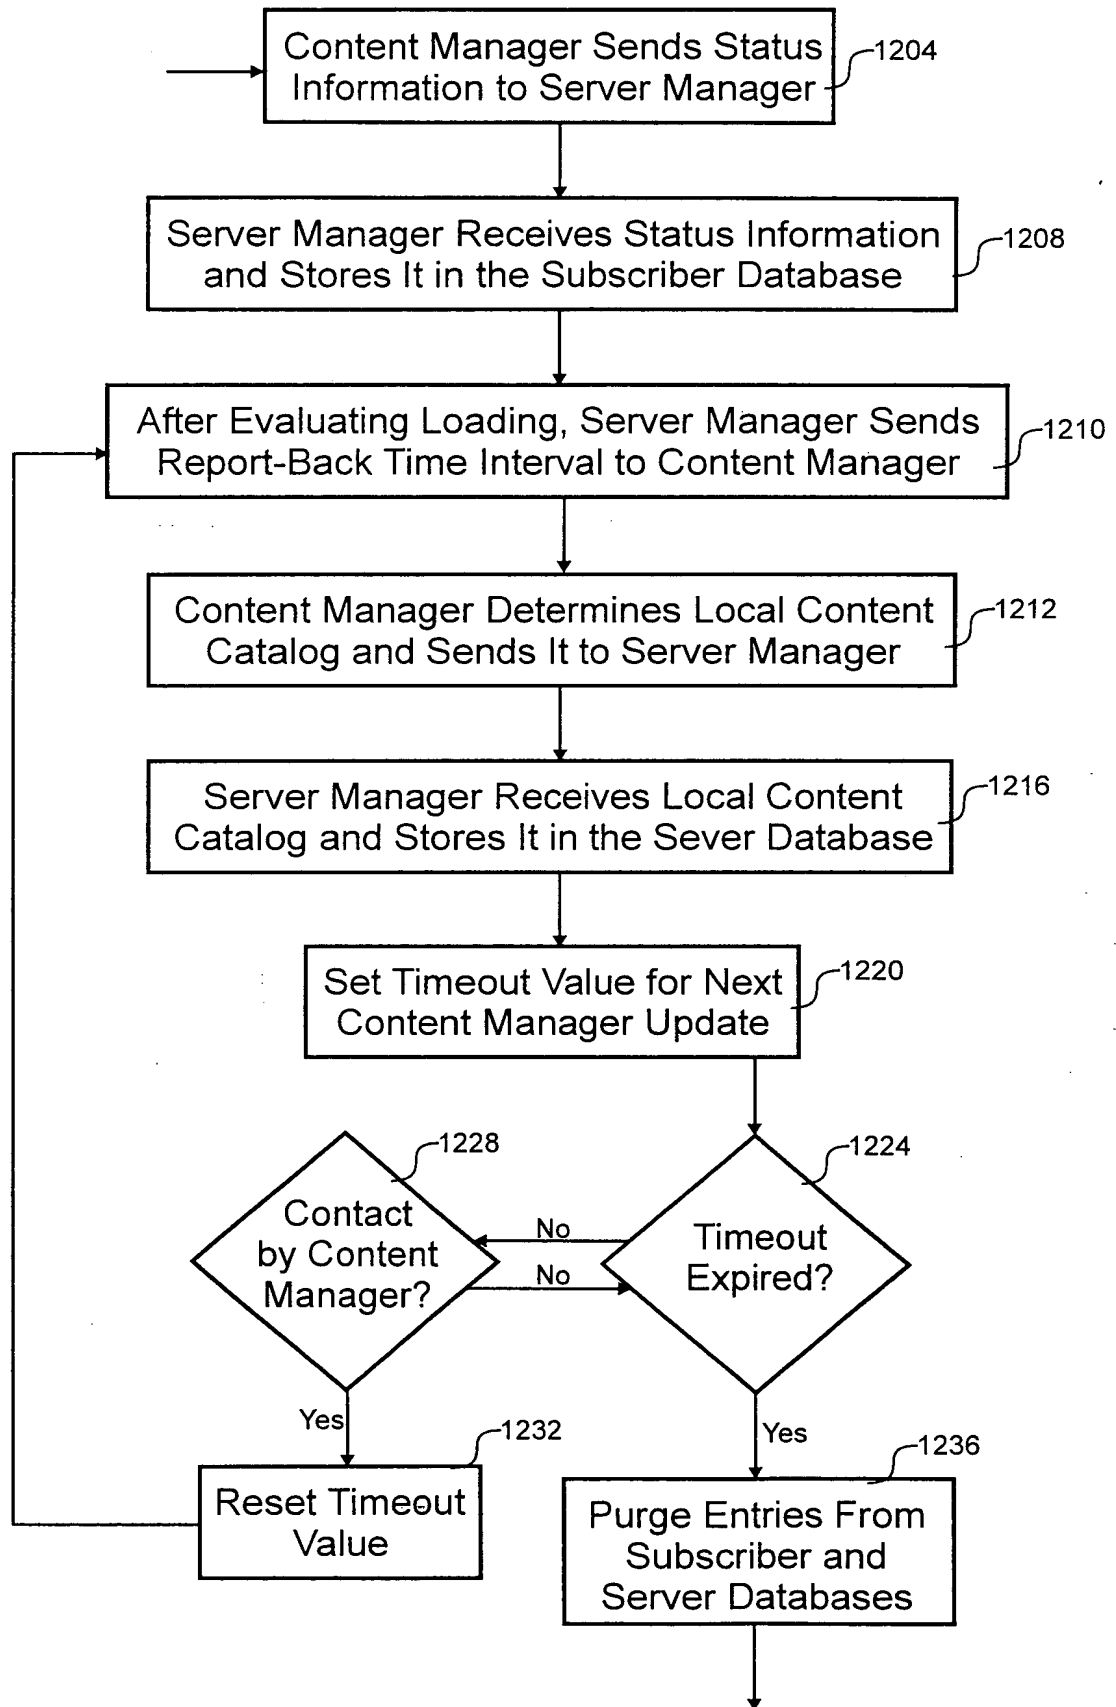 Content Manager Sends Status
Information to Server Manager
1204
Server Manager Receives Status Information
and Stores It in the Subscriber Database
1208
After Evaluating Loading, Server Manager Sends
Report-Back Time Interval to Content Manager
1210
Content Manager Determines Local Content
Catalog and Sends It to Server Manager
1212
Server Manager Receives Local Content
Catalog and Stores It in the Sever Database
1216
Set Timeout Value for Next
Content Manager Update
1220
1228
Contact
by Content
Manager?
No
No
1224
Timeout
Expired?
Yes
1232
Reset Timeout
Value
Yes
1236
Purge Entries From
Subscriber and
Server Databases